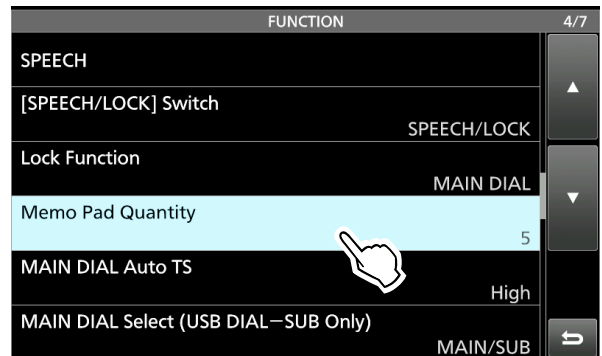 FUNCTION 4/7
SPEECH
[SPEECH/LOCK] Switch
SPEECH/LOCK
Lock Function
MAIN DIAL
Memo Pad Quantity
5
MAIN DIAL Auto TS
High
MAIN DIAL Select (USB DIAL−SUB Only)
MAIN/SUB